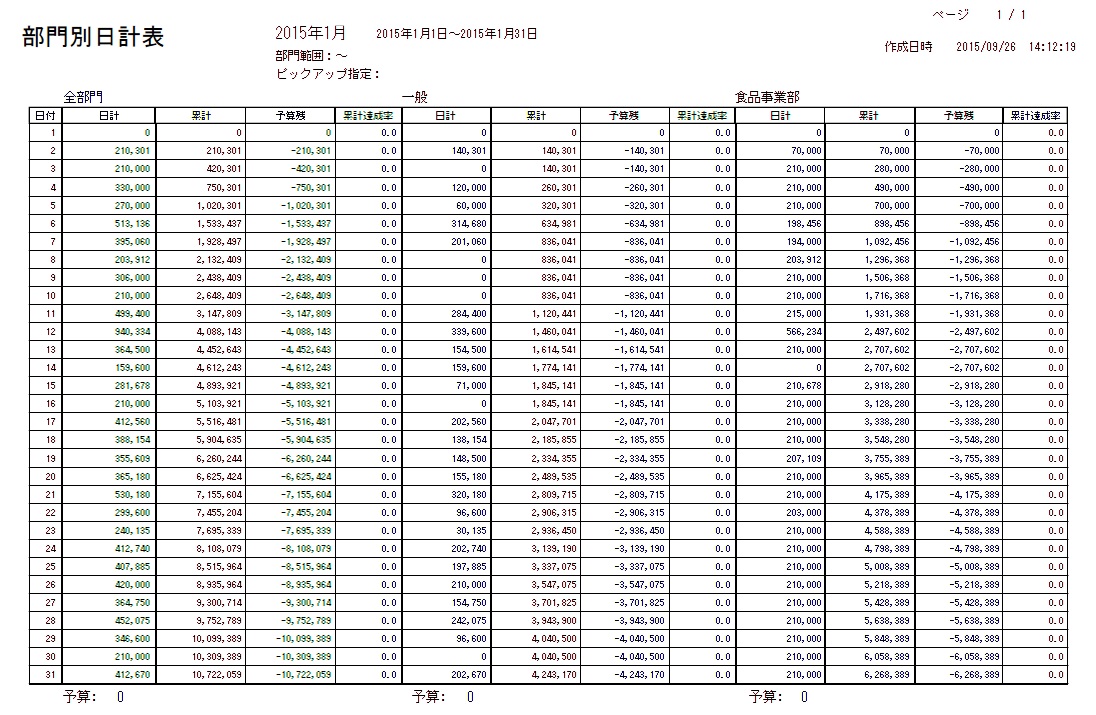 ページ 1 / 1
部門別日計表 2015年1月 2015年1月1日～2015年1月31日
作成日時 2015/09/26 14:12:19
部門範囲：～
ピックアップ指定：
全部門 一般 食品事業部
日付 日計 累計 予算残 累計達成率 日計 累計 予算残 累計達成率 日計 累計 予算残 累計達成率
1 0 0 0 0.0 0 0 0 0.0 0 0 0 0.0
2 210,301 210,301 -210,301 0.0 140,301 140,301 -140,301 0.0 70,000 70,000 -70,000 0.0
3 210,000 420,301 -420,301 0.0 0 140,301 -140,301 0.0 210,000 280,000 -280,000 0.0
4 330,000 750,301 -750,301 0.0 120,000 260,301 -260,301 0.0 210,000 490,000 -490,000 0.0
5 270,000 1,020,301 -1,020,301 0.0 60,000 320,301 -320,301 0.0 210,000 700,000 -700,000 0.0
6 513,136 1,533,437 -1,533,437 0.0 314,680 634,981 -634,981 0.0 198,456 898,456 -898,456 0.0
7 395,060 1,928,497 -1,928,497 0.0 201,060 836,041 -836,041 0.0 194,000 1,092,456 -1,092,456 0.0
8 203,912 2,132,409 -2,132,409 0.0 0 836,041 -836,041 0.0 203,912 1,296,368 -1,296,368 0.0
9 306,000 2,438,409 -2,438,409 0.0 0 836,041 -836,041 0.0 210,000 1,506,368 -1,506,368 0.0
10 210,000 2,648,409 -2,648,409 0.0 0 836,041 -836,041 0.0 210,000 1,716,368 -1,716,368 0.0
11 499,400 3,147,809 -3,147,809 0.0 284,400 1,120,441 -1,120,441 0.0 215,000 1,931,368 -1,931,368 0.0
12 940,334 4,088,143 -4,088,143 0.0 339,600 1,460,041 -1,460,041 0.0 566,234 2,497,602 -2,497,602 0.0
13 364,500 4,452,643 -4,452,643 0.0 154,500 1,614,541 -1,614,541 0.0 210,000 2,707,602 -2,707,602 0.0
14 159,600 4,612,243 -4,612,243 0.0 159,600 1,774,141 -1,774,141 0.0 0 2,707,602 -2,707,602 0.0
15 281,678 4,893,921 -4,893,921 0.0 71,000 1,845,141 -1,845,141 0.0 210,678 2,918,280 -2,918,280 0.0
16 210,000 5,103,921 -5,103,921 0.0 0 1,845,141 -1,845,141 0.0 210,000 3,128,280 -3,128,280 0.0
17 412,560 5,516,481 -5,516,481 0.0 202,560 2,047,701 -2,047,701 0.0 210,000 3,338,280 -3,338,280 0.0
18 388,154 5,904,635 -5,904,635 0.0 138,154 2,185,855 -2,185,855 0.0 210,000 3,548,280 -3,548,280 0.0
19 355,609 6,260,244 -6,260,244 0.0 148,500 2,334,355 -2,334,355 0.0 207,109 3,755,389 -3,755,389 0.0
20 365,180 6,625,424 -6,625,424 0.0 155,180 2,489,535 -2,489,535 0.0 210,000 3,965,389 -3,965,389 0.0
21 530,180 7,155,604 -7,155,604 0.0 320,180 2,809,715 -2,809,715 0.0 210,000 4,175,389 -4,175,389 0.0
22 299,600 7,455,204 -7,455,204 0.0 96,600 2,906,315 -2,906,315 0.0 203,000 4,378,389 -4,378,389 0.0
23 240,135 7,695,339 -7,695,339 0.0 30,135 2,936,450 -2,936,450 0.0 210,000 4,588,389 -4,588,389 0.0
24 412,740 8,108,079 -8,108,079 0.0 202,740 3,139,190 -3,139,190 0.0 210,000 4,798,389 -4,798,389 0.0
25 407,885 8,515,964 -8,515,964 0.0 197,885 3,337,075 -3,337,075 0.0 210,000 5,008,389 -5,008,389 0.0
26 420,000 8,935,964 -8,935,964 0.0 210,000 3,547,075 -3,547,075 0.0 210,000 5,218,389 -5,218,389 0.0
27 364,750 9,300,714 -9,300,714 0.0 154,750 3,701,825 -3,701,825 0.0 210,000 5,428,389 -5,428,389 0.0
28 452,075 9,752,789 -9,752,789 0.0 242,075 3,943,900 -3,943,900 0.0 210,000 5,638,389 -5,638,389 0.0
29 346,600 10,099,389 -10,099,389 0.0 96,600 4,040,500 -4,040,500 0.0 210,000 5,848,389 -5,848,389 0.0
30 210,000 10,309,389 -10,309,389 0.0 0 4,040,500 -4,040,500 0.0 210,000 6,058,389 -6,058,389 0.0
31 412,670 10,722,059 -10,722,059 0.0 202,670 4,243,170 -4,243,170 0.0 210,000 6,268,389 -6,268,389 0.0
予算： 0 予算： 0 予算： 0